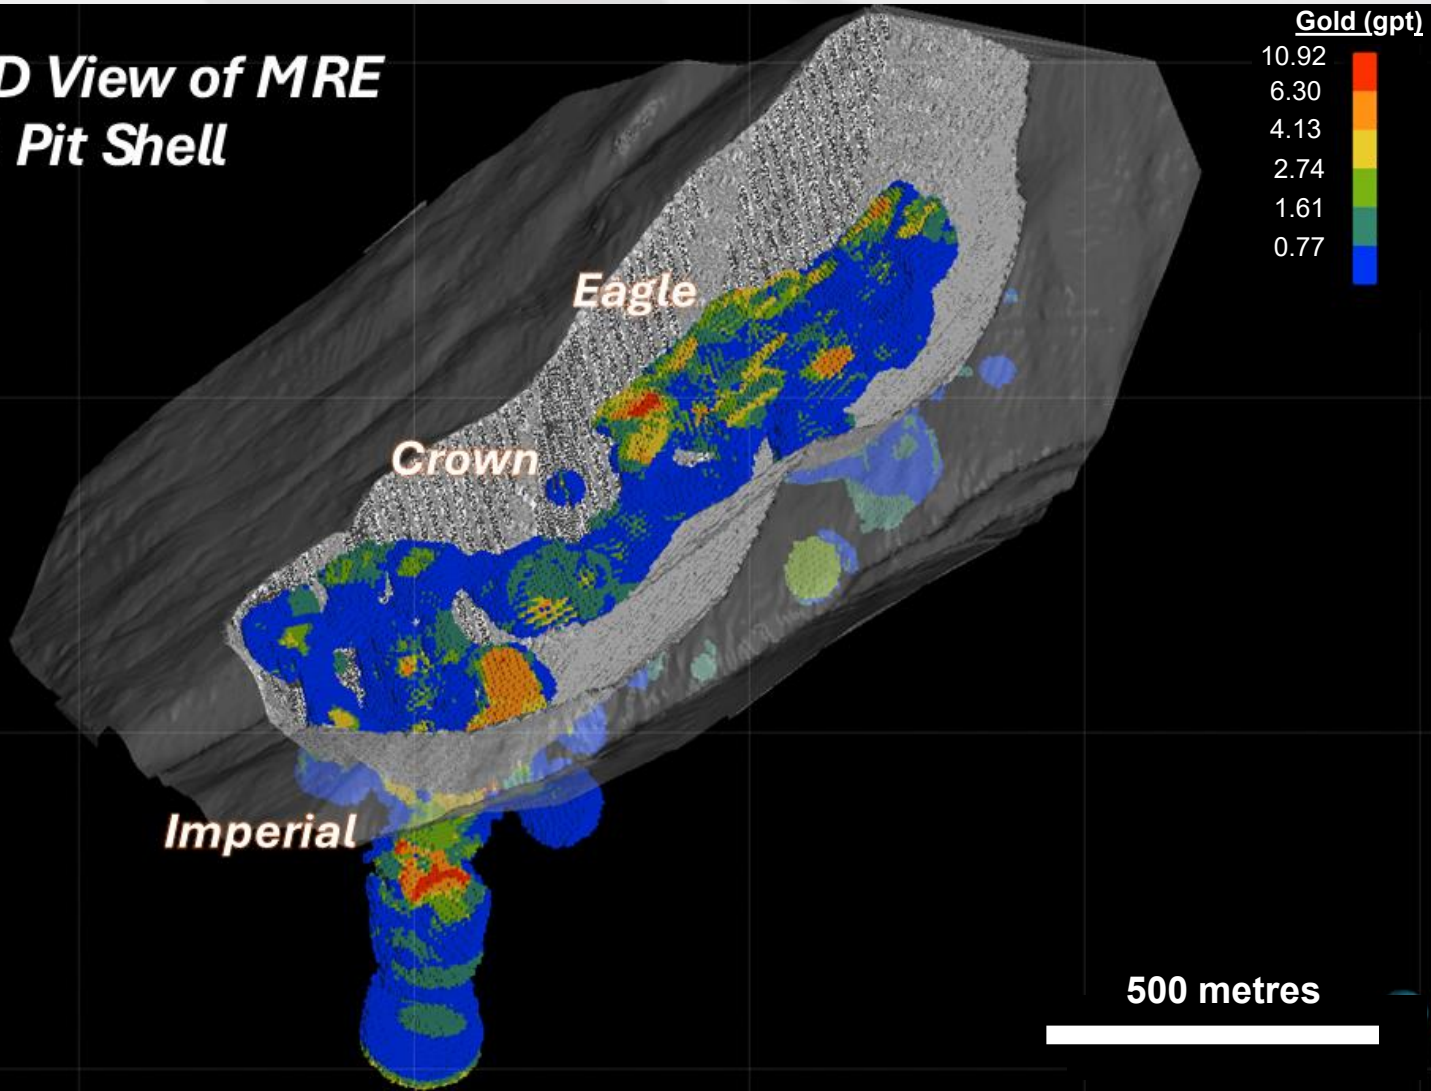 D View of MRE
Pit Shell
Gold (gpt)
10.92
6.30
4.13
2.74
1.61
0.77
Eagle
Crown
Imperial
500 metres